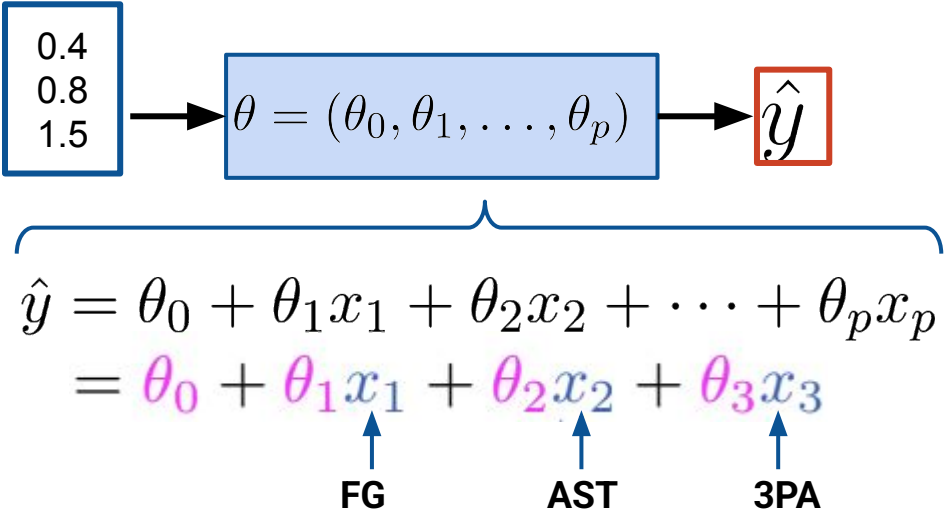 0.4
0.8
1.5
θ = (θ₀, θ₁, . . . , θₚ)
ŷ
ŷ = θ₀ + θ₁x₁ + θ₂x₂ + ⋯ + θₚxₚ
= θ₀ + θ₁x₁ + θ₂x₂ + θ₃x₃
FG AST 3PA